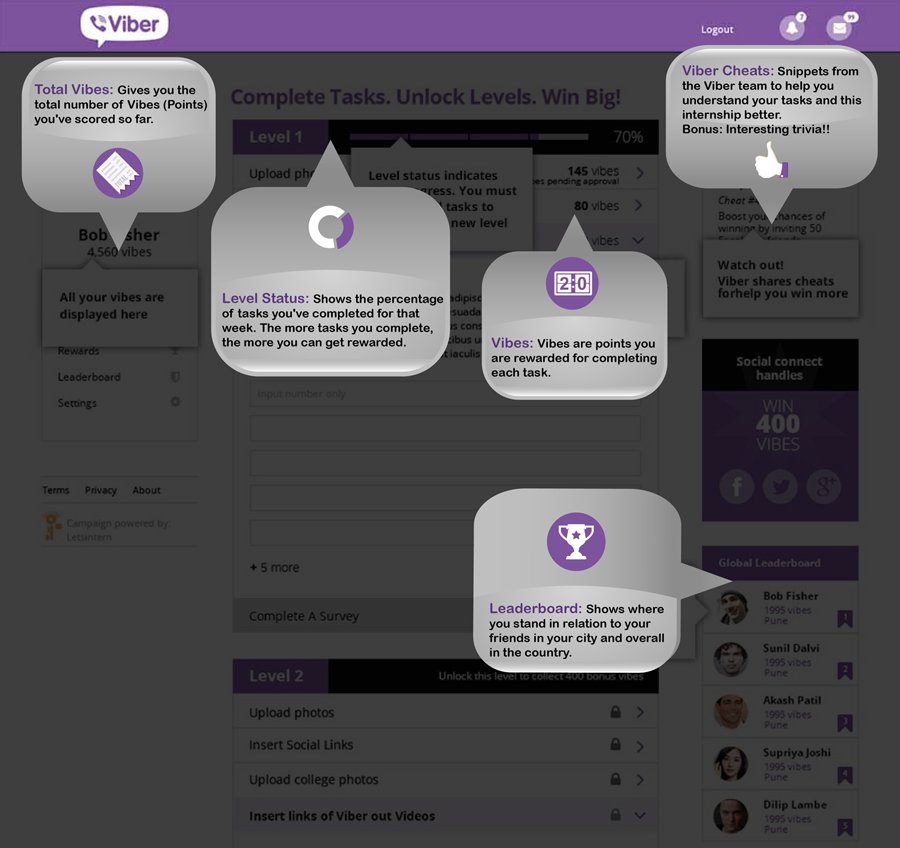 Viber
Logout
7
99
Total Vibes: Gives you the
total number of Vibes (Points)
you've scored so far.
Complete Tasks. Unlock Levels. Win Big!
Viber Cheats: Snippets from
the Viber team to help you
understand your tasks and this
internship better.
Bonus: Interesting trivia!!
Level 1
70%
Upload pho
145 vibes
es pending approval
80 vibes
vibes
Level status indicates
gress. You must
tasks to
new level
Level Status: Shows the percentage
of tasks you've completed for that
week. The more tasks you complete,
the more you can get rewarded.
20
Vibes: Vibes are points you
are rewarded for completing
each task.
Bob sher
4,560 vibes
All your vibes are
displayed here
Rewards
Leaderboard
Settings
Terms Privacy About
Campaign powered by:
Letsintern
Cheat #
Boost your chances of
winning by inviting 50
Watch out!
Viber shares cheats
forhelp you win more
Social connect
handles
WIN
400
VIBES
f
g+
input number only
+ 5 more
Complete A Survey
Leaderboard: Shows where
you stand in relation to your
friends in your city and overall
in the country.
Global Leaderboard
Bob Fisher
1995 vibes
Pune
1
Sunil Dalvi
1995 vibes
Pune
2
Akash Patil
1995 vibes
Pune
3
Supriya Joshi
1995 vibes
Pune
4
Dilip Lambe
1995 vibes
Pune
5
Level 2
Unlock this level to collect 400 bonus vibes
Upload photos
Insert Social Links
Upload college photos
Insert links of Viber out Videos